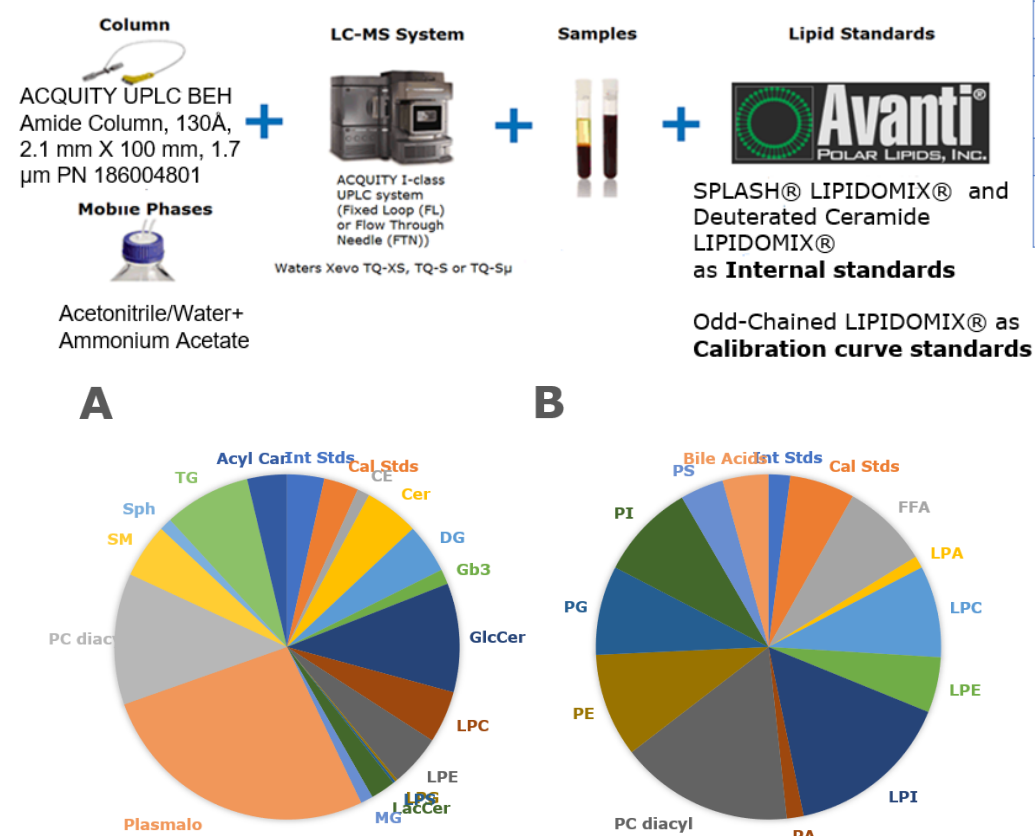 Column
ACQUITY UPLC BEH
Amide Column, 130Å,
2.1 mm X 100 mm, 1.7
µm PN 186004801
Mobile Phases
Acetonitrile/Water+
Ammonium Acetate
LC-MS System
ACQUITY I-class
UPLC system
(Fixed Loop (FL)
or Flow Through
Needle (FTN))
Waters Xevo TQ-XS, TQ-S or TQ-Sµ
Samples
Lipid Standards
Avanti®
POLAR LIPIDS, INC.
SPLASH® LIPIDOMIX® and
Deuterated Ceramide
LIPIDOMIX®
as Internal standards
Odd-Chained LIPIDOMIX® as
Calibration curve standards
A
Acyl Car
Int Stds
Cal Stds
CE
Cer
DG
Gb3
GlcCer
LPC
LPE
LPG
LPS
LacCer
MG
Plasmalo
PC diacy
SM
Sph
TG
B
Bile Acids
Int Stds
Cal Stds
FFA
LPA
LPC
LPE
LPI
PA
PC diacyl
PE
PG
PI
PS